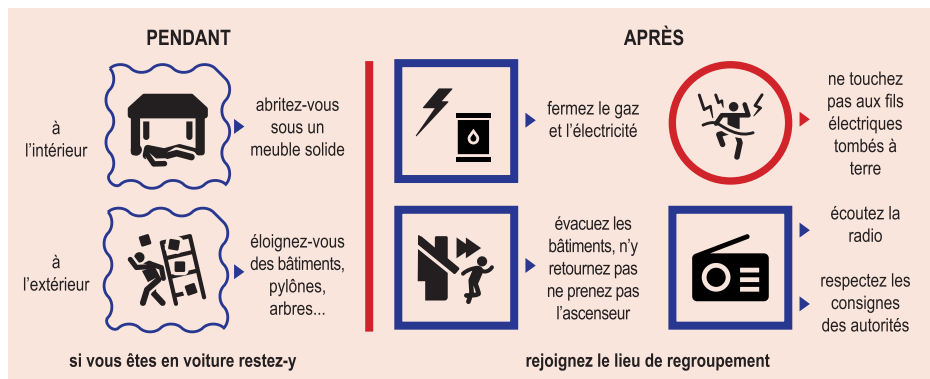 PENDANT
à
l'intérieur
abritez-vous
sous un
meuble solide
à
l'extérieur
éloignez-vous
des bâtiments,
pylônes,
arbres...
si vous êtes en voiture restez-y
APRÈS
fermez le gaz
et l'électricité
ne touchez
pas aux fils
électriques
tombés à
terre
évacuez les
bâtiments, n'y
retournez pas
ne prenez pas
l'ascenseur
écoutez la
radio
respectez les
consignes
des autorités
rejoignez le lieu de regroupement